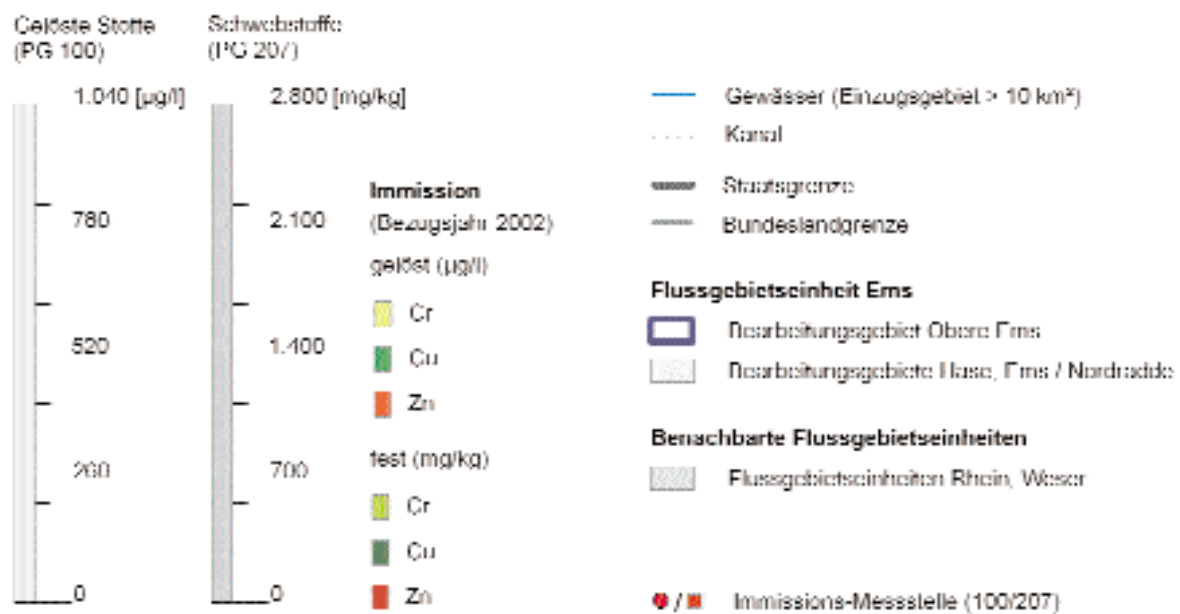 Gelöste Stoffe
(PG 100)
Schwebstoffe
(PG 207)
1.040 [µg/l]
780
520
260
0
2.800 [mg/kg]
2.100
1.400
700
0
Immission
(Bezugsjahr 2002)
gelöst (µg/l)
Cr
Cu
Zn
fest (mg/kg)
Cr
Cu
Zn
Gewässer (Einzugsgebiet > 10 km²)
Kanal
Staatsgrenze
Bundeslandgrenze
Flussgebietseinheit Ems
Bearbeitungsgebiet Obere Ems
Bearbeitungsgebiete Hase, Ems / Nordradde
Benachbarte Flussgebietseinheiten
Flussgebietseinheiten Rhein, Weser
/
Immissions-Messstelle (100/207)